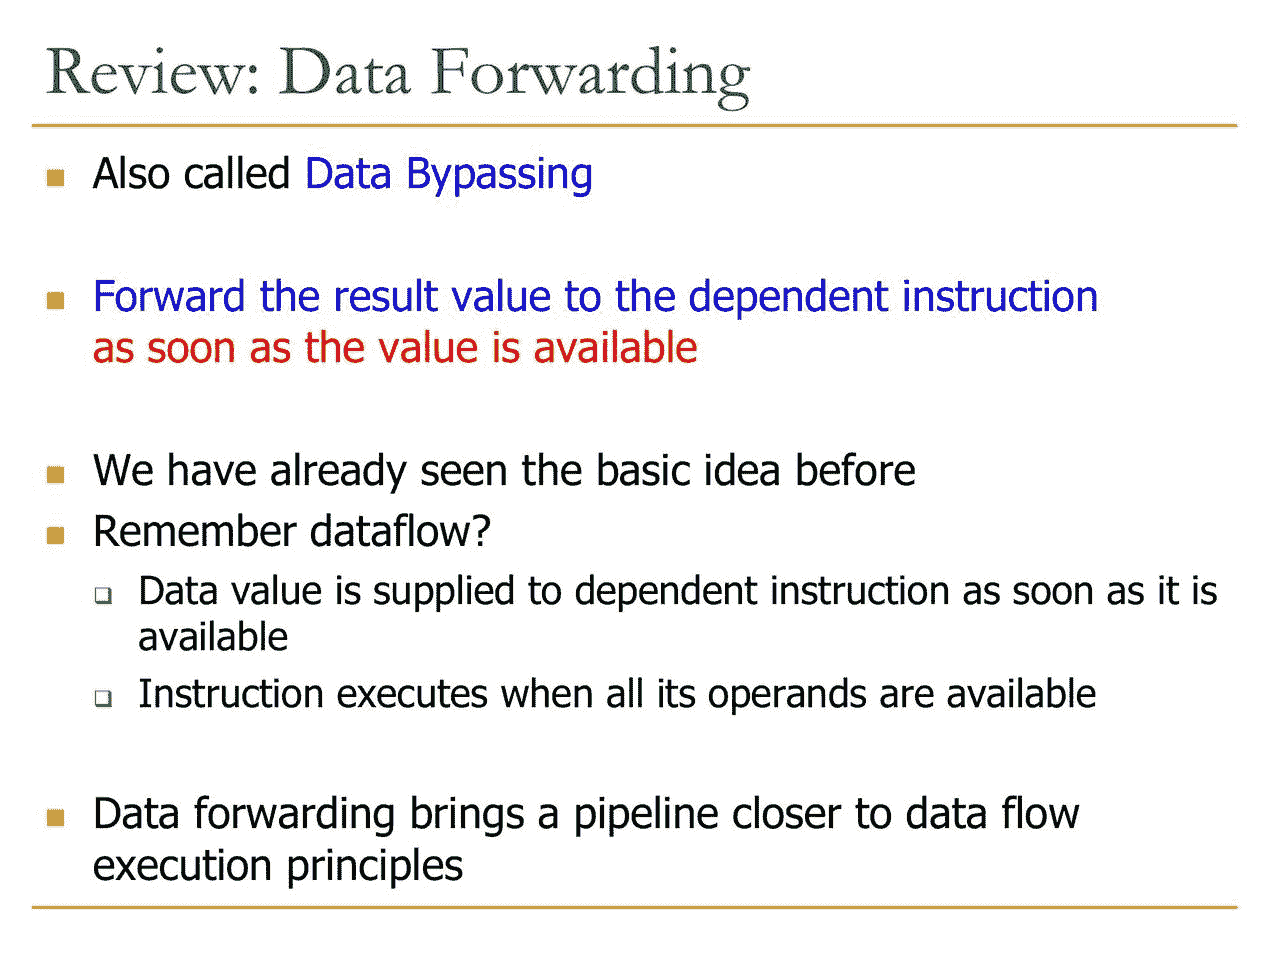 Review: Data Forwarding
Also called Data Bypassing
Forward the result value to the dependent instruction
as soon as the value is available
We have already seen the basic idea before
Remember dataflow?
Data value is supplied to dependent instruction as soon as it is
available
Instruction executes when all its operands are available
Data forwarding brings a pipeline closer to data flow
execution principles